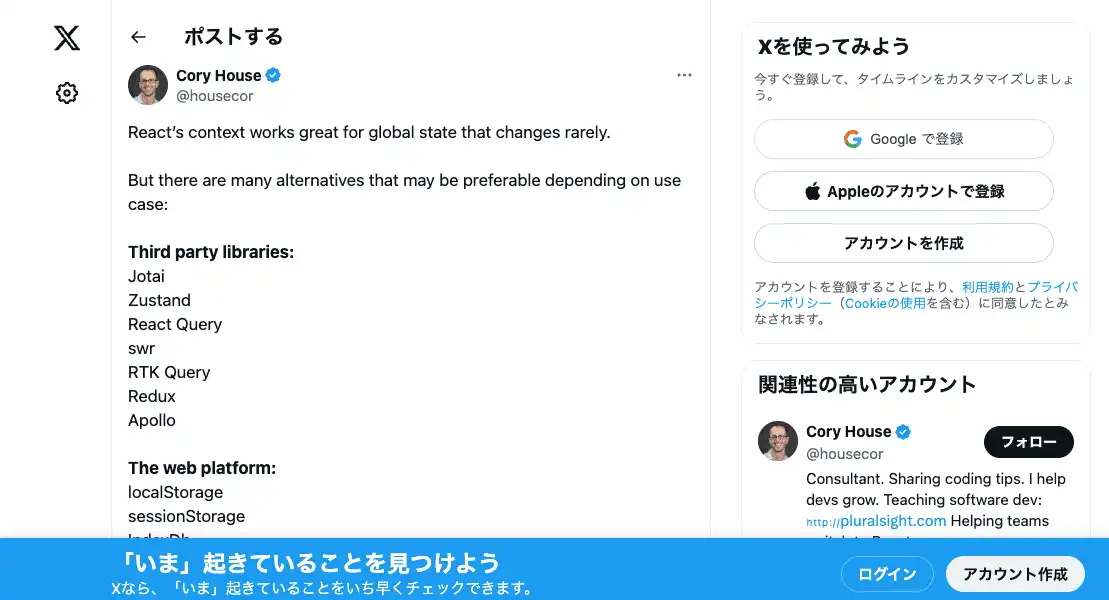 ポストする
Cory House
@housecor
React’s context works great for global state that changes rarely.
But there are many alternatives that may be preferable depending on use
case:
Third party libraries:
Jotai
Zustand
React Query
swr
RTK Query
Redux
Apollo
The web platform:
localStorage
sessionStorage
Xを使ってみよう
今すぐ登録して、タイムラインをカスタマイズしましょ
う。
Google で登録
Appleのアカウントで登録
アカウントを作成
アカウントを登録することにより、利用規約とプライバ
シーポリシー（Cookieの使用を含む）に同意したとみ
なされます。
関連性の高いアカウント
Cory House
@housecor
フォロー
Consultant. Sharing coding tips. I help
devs grow. Teaching software dev:
http://pluralsight.com Helping teams
「いま」起きていることを見つけよう
Xなら、「いま」起きていることをいち早くチェックできます。
ログイン
アカウント作成